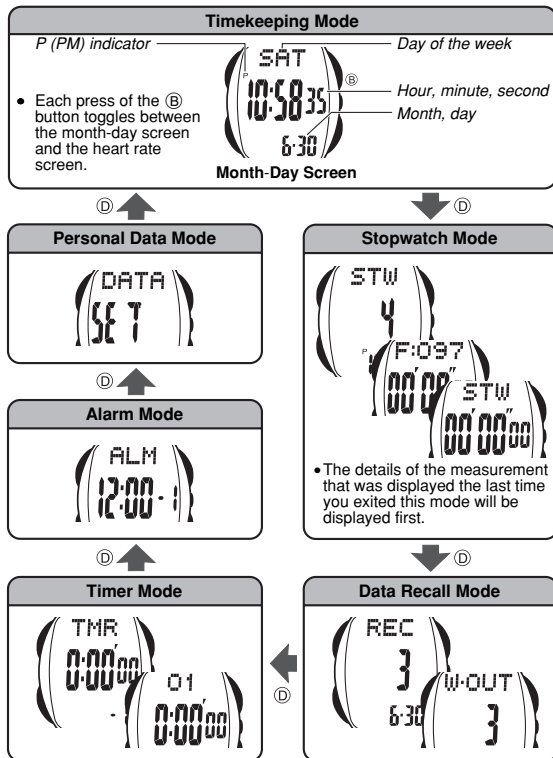 Timekeeping Mode
P (PM) indicator
Day of the week
SAT
P
Ⓑ
10:58 35
Hour, minute, second
Month, day
6·30
• Each press of the Ⓑ
button toggles between
the month-day screen
and the heart rate
screen.
Month-Day Screen
Ⓓ
Ⓓ
Personal Data Mode
DATA
SET
Stopwatch Mode
STW
4
P
F:097
00'00"
STW
00'00"00
• The details of the measurement
that was displayed the last time
you exited this mode will be
displayed first.
Ⓓ
Alarm Mode
ALM
12:00-1
Ⓓ
Ⓓ
Timer Mode
TMR
0:00'00
01
0:00'00
Ⓓ
Data Recall Mode
REC
3
6·30
W·OUT
3